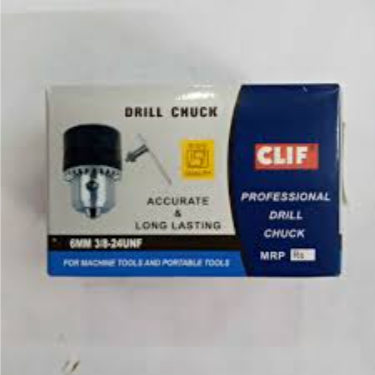 DRILL CHUCK
CLIF
ACCURATE
&
LONG LASTING
PROFESSIONAL
DRILL
CHUCK
MRP Rs
6MM 3/8-24UNF
FOR MACHINE TOOLS AND PORTABLE TOOLS